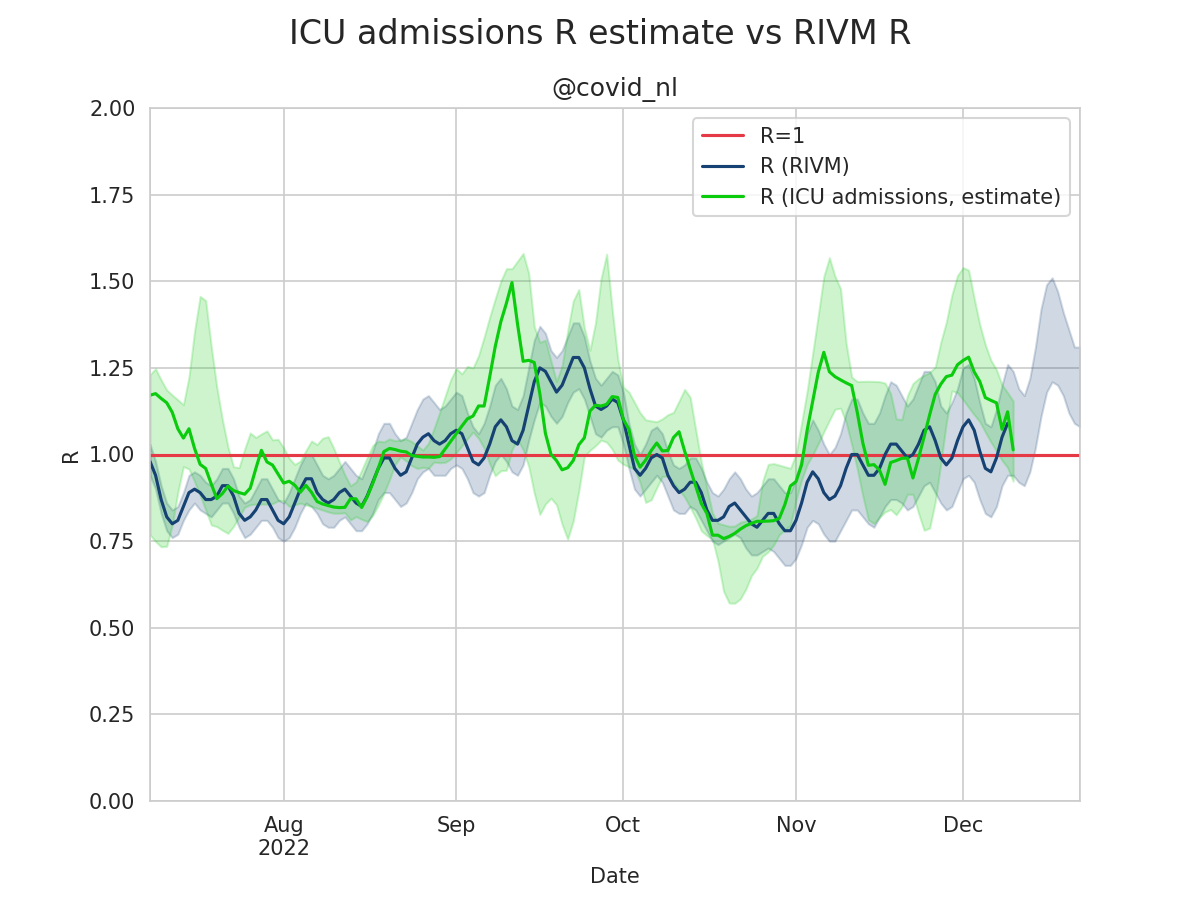 ICU admissions R estimate vs RIVM R
@covid_nl
R=1
R (RIVM)
R (ICU admissions, estimate)
2.00
1.75
1.50
1.25
1.00
0.75
0.50
0.25
0.00
R
Aug Sep Oct Nov Dec
2022
Date